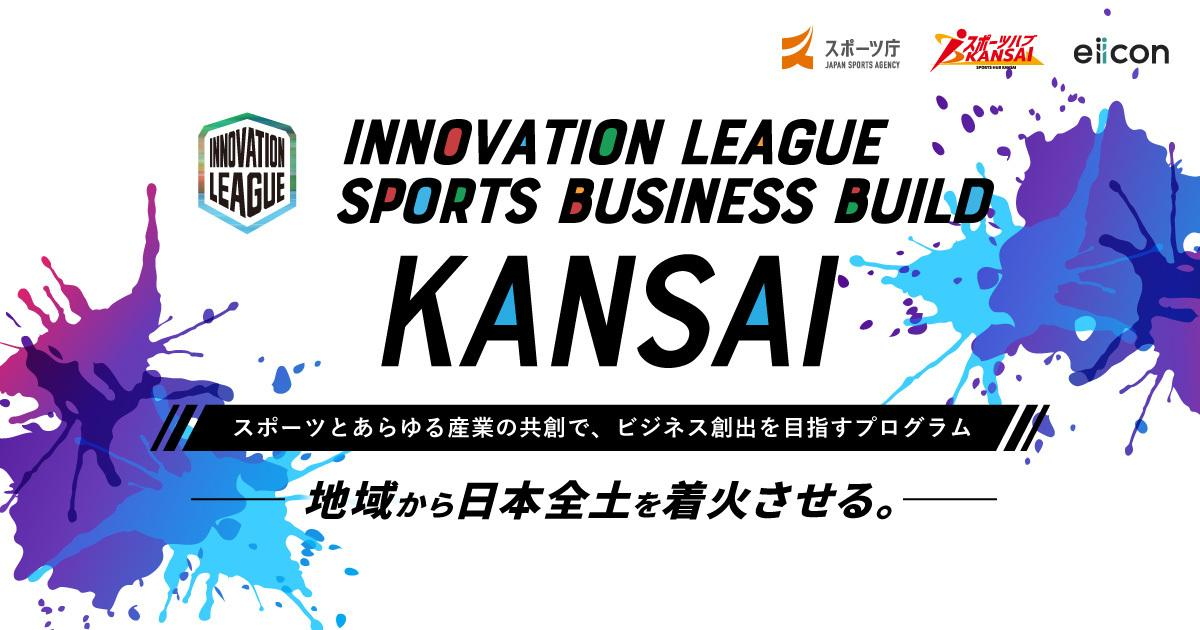 スポーツ庁
JAPAN SPORTS AGENCY
スポーツハブ
KANSAI
SPORTS HUB KANSAI
eiicon
INNOVATION
LEAGUE
INNOVATION LEAGUE
SPORTS BUSINESS BUILD
KANSAI
スポーツとあらゆる産業の共創で、ビジネス創出を目指すプログラム
地域から日本全土を着火させる。